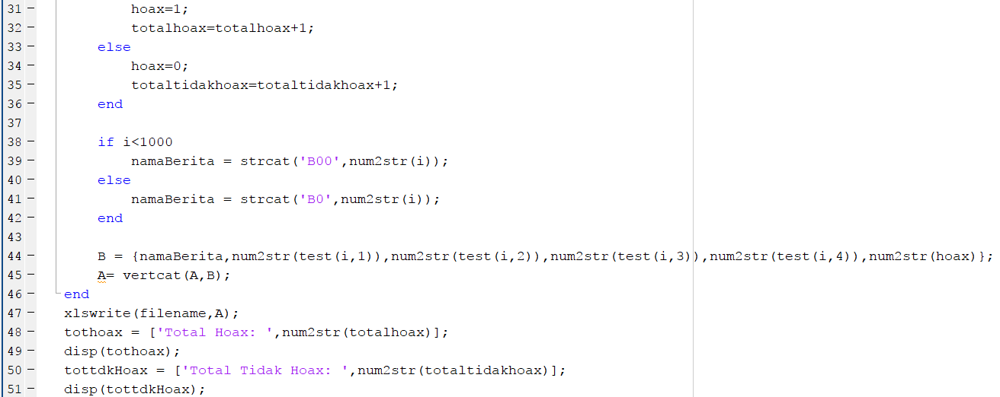 31 -            hoax=1;
32 -            totalhoax=totalhoax+1;
33 -        else
34 -            hoax=0;
35 -            totaltidakhoax=totaltidakhoax+1;
36 -        end
37
38 -        if i<1000
39 -            namaBerita = strcat('B00',num2str(i));
40 -        else
41 -            namaBerita = strcat('B0',num2str(i));
42 -        end
43
44 -        B = {namaBerita,num2str(test(i,1)),num2str(test(i,2)),num2str(test(i,3)),num2str(test(i,4)),num2str(hoax)};
45 -        A= vertcat(A,B);
46 -    end
47 -    xlswrite(filename,A);
48 -    tothoax = ['Total Hoax: ',num2str(totalhoax)];
49 -    disp(tothoax);
50 -    tottdkHoax = ['Total Tidak Hoax: ',num2str(totaltidakhoax)];
51 -    disp(tottdkHoax);